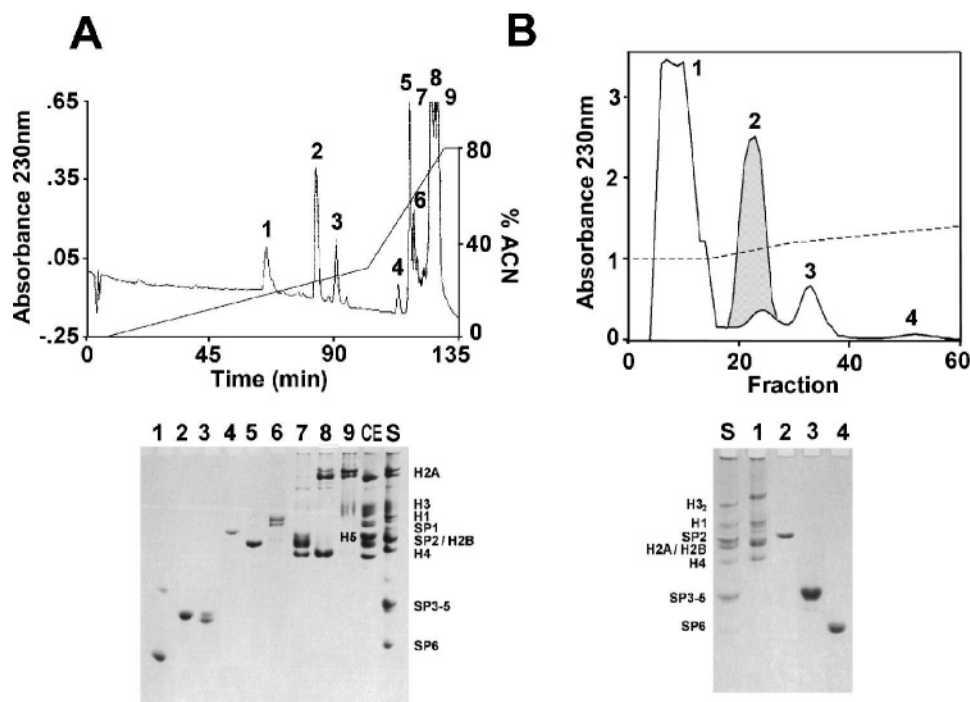 A
B
Absorbance 230nm
.65
.35
.05
-.25
1
2
3
4
5
6
7
8
9
80
40
0
% ACN
0
45
90
135
Time (min)
Absorbance 230nm
3
2
1
0
1
2
3
4
0
20
40
60
Fraction
1 2 3 4 5 6 7 8 9 CE S
H2A
H3
H1
SP1
H5
SP2 / H2B
H4
SP3-5
SP6
S 1 2 3 4
H3₂
H1
SP2
H2A / H2B
H4
SP3-5
SP6